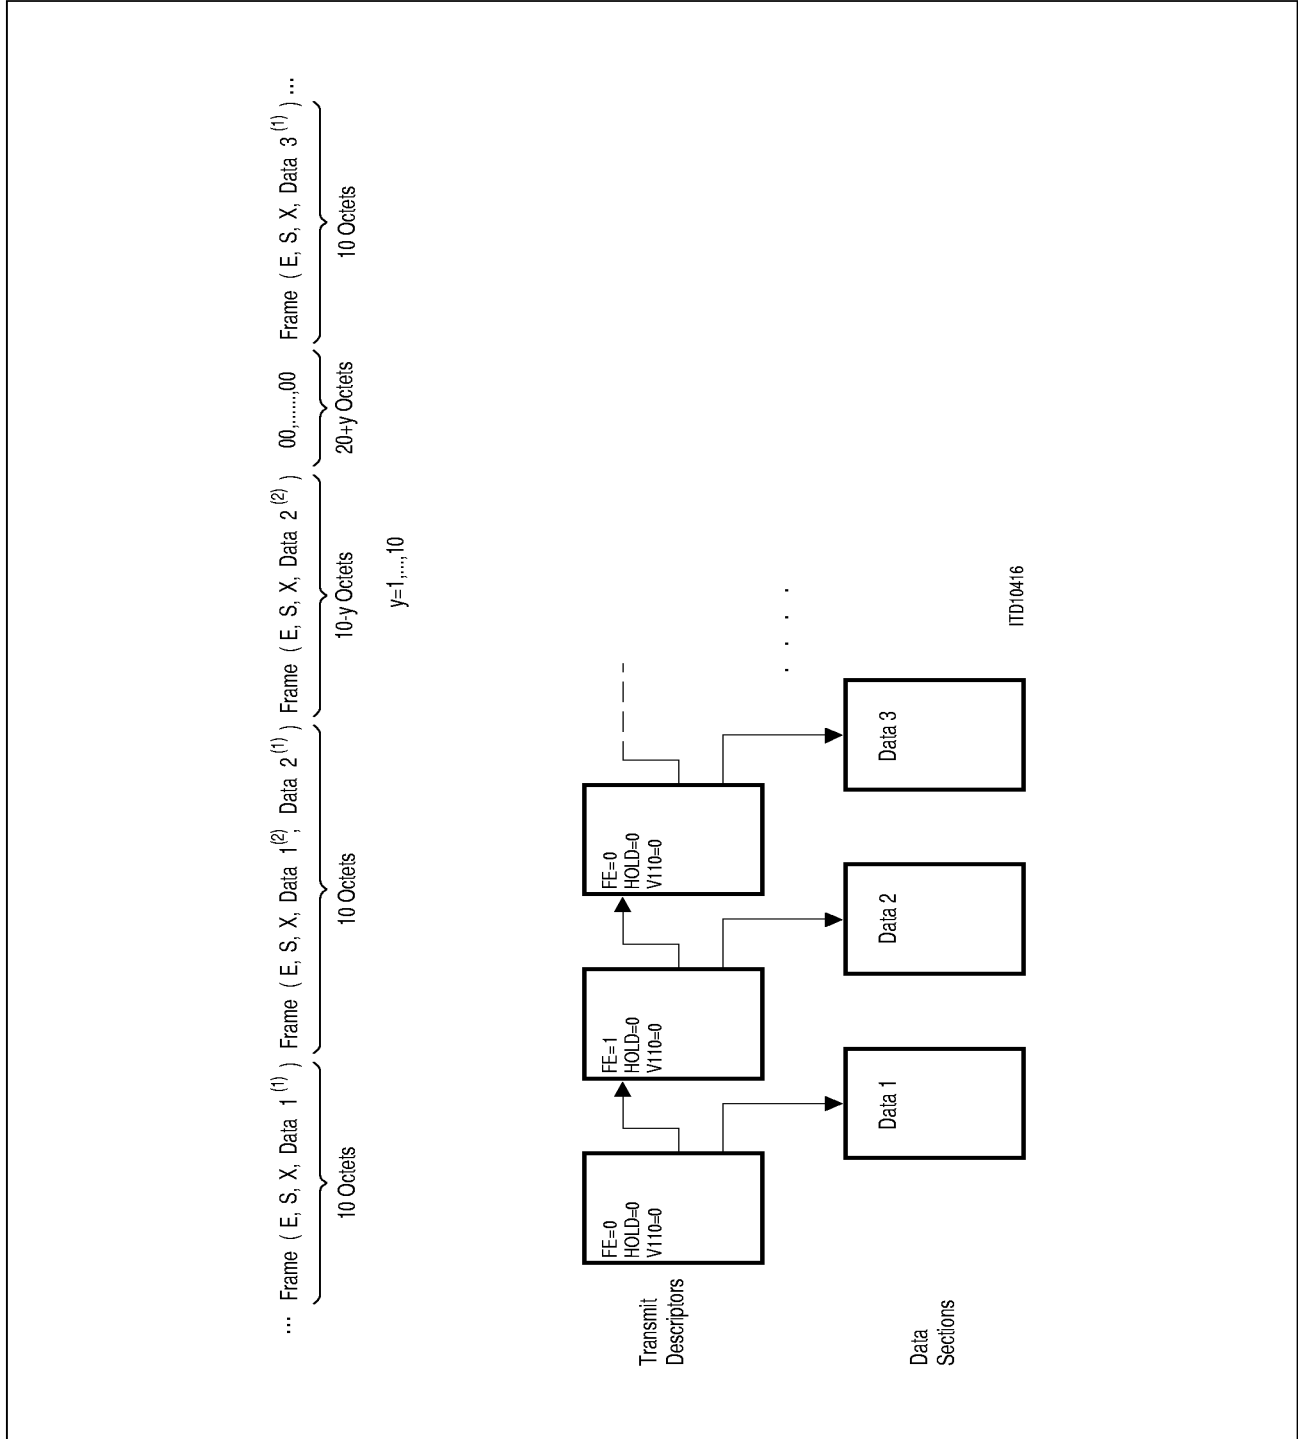 ... Frame ( E, S, X, Data 1 (1) ) Frame ( E, S, X, Data 1(2), Data 2(1) ) Frame ( E, S, X, Data 2(2) ) 00,......,00 Frame ( E, S, X, Data 3(1) ) ...
10 Octets 10 Octets 10-y Octets 20+y Octets 10 Octets
y=1,...,10
Transmit
Descriptors
FE=0
HOLD=0
V110=0
FE=1
HOLD=0
V110=0
FE=0
HOLD=0
V110=0
. . . .
Data
Sections
Data 1
Data 2
Data 3
ITD10416